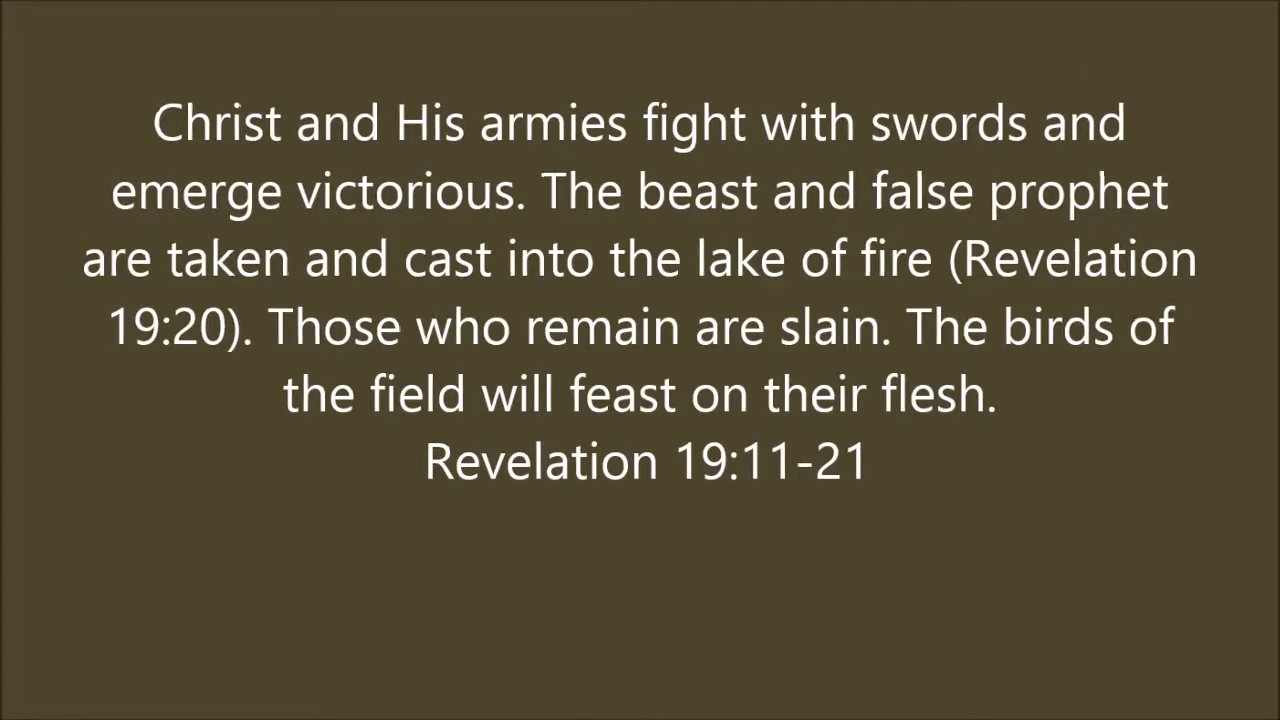 Christ and His armies fight with swords and
emerge victorious. The beast and false prophet
are taken and cast into the lake of fire (Revelation
19:20). Those who remain are slain. The birds of
the field will feast on their flesh.
Revelation 19:11-21